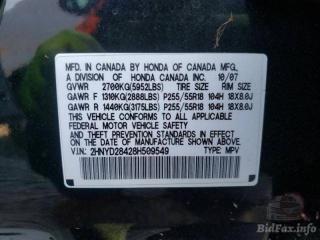 MFD. IN CANADA BY HONDA OF CANADA MFG.
A DIVISION OF HONDA CANADA INC. 10/07
GVWR 2700KG(5952LBS) TIRE SIZE RIM SIZE
GAWR F 1310KG(2888LBS) P255/55R18 104H 18X8.0J
GAWR R 1440KG(3175LBS) P255/55R18 104H 18X8.0J
THIS VEHICLE CONFORMS TO ALL APPLICABLE
FEDERAL MOTOR VEHICLE SAFETY STANDARDS IN
EFFECT ON THE DATE OF MANUFACTURE SHOWN ABOVE.
V.I.N.: 2HNYD28428H509549 TYPE: MPV
BidFax.info